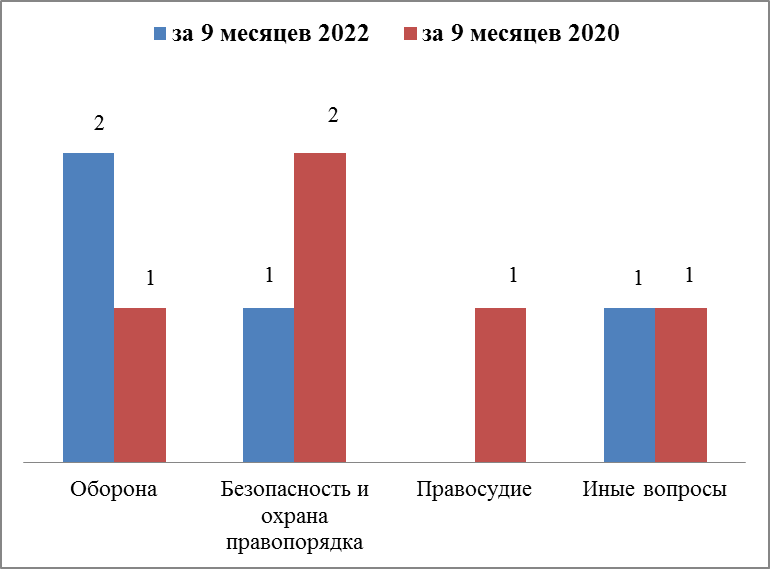 за 9 месяцев 2022 за 9 месяцев 2020
2
2
1
1
1
1
1
Оборона
Безопасность и
охрана
правопорядка
Правосудие
Иные вопросы